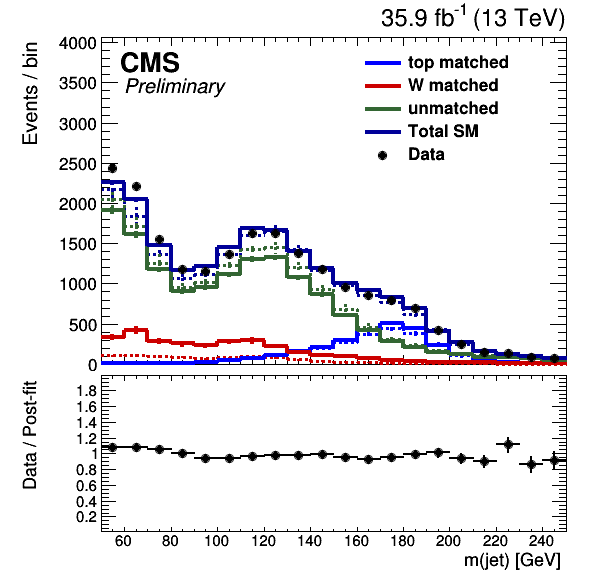 35.9 fb⁻¹ (13 TeV)
Events / bin
4000
3500
3000
2500
2000
1500
1000
500
0
CMS
Preliminary
top matched
W matched
unmatched
Total SM
Data
Data / Post-fit
1.8
1.6
1.4
1.2
1
0.8
0.6
0.4
0.2
60 80 100 120 140 160 180 200 220 240
m(jet) [GeV]